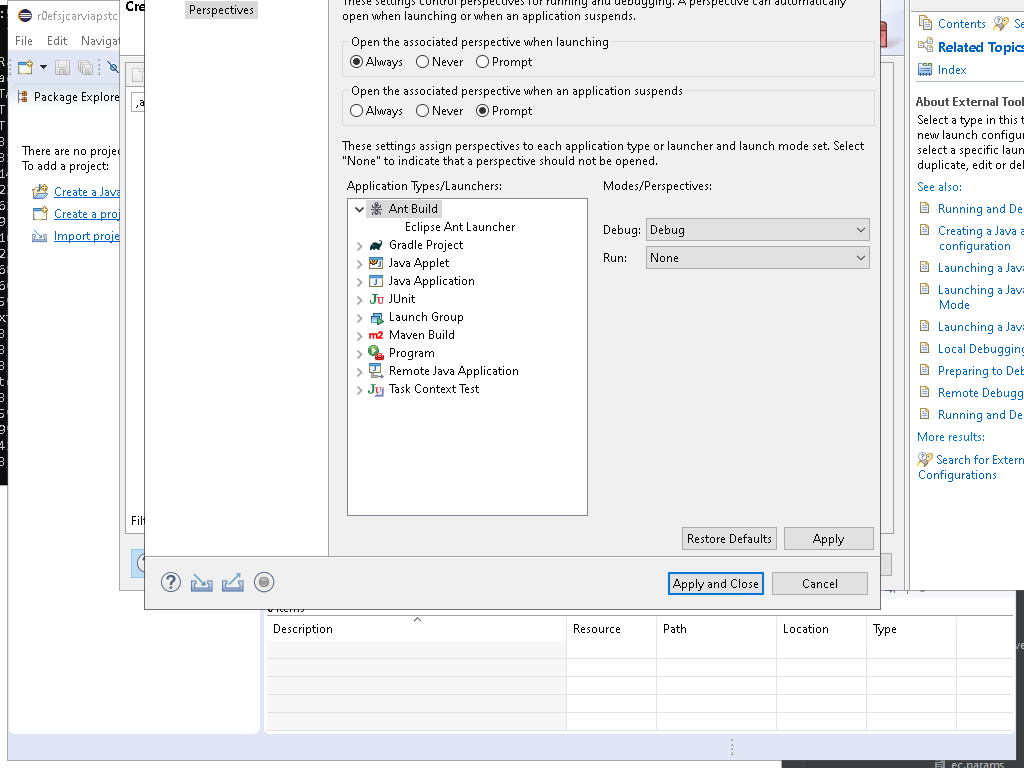 r0efsjcarviapstc
File Edit Navigat
Package Explore
There are no projec
To add a project:
Create a Java
Create a proj
Import proje
Cre
,a
Filt
Perspectives
These settings control perspectives for running and debugging. A perspective can automatically
open when launching or when an application suspends.
Open the associated perspective when launching
Always Never Prompt
Open the associated perspective when an application suspends
Always Never Prompt
These settings assign perspectives to each application type or launcher and launch mode set. Select
"None" to indicate that a perspective should not be opened.
Application Types/Launchers:
Modes/Perspectives:
Ant Build
Eclipse Ant Launcher
Gradle Project
Java Applet
Java Application
JUnit
Launch Group
Maven Build
Program
Remote Java Application
Task Context Test
Debug: Debug
Run: None
Restore Defaults Apply
Apply and Close Cancel
Contents Se
Related Topics
Index
About External Tool
Select a type in this t
new launch configur
select a specific laun
duplicate, edit or del
See also:
Running and De
Creating a Java a
configuration
Launching a Java
Launching a Java
Mode
Launching a Java
Local Debugging
Preparing to Deb
Remote Debugg
Running and De
More results:
Search for Extern
Configurations
0 items
Description Resource Path Location Type
ec.params